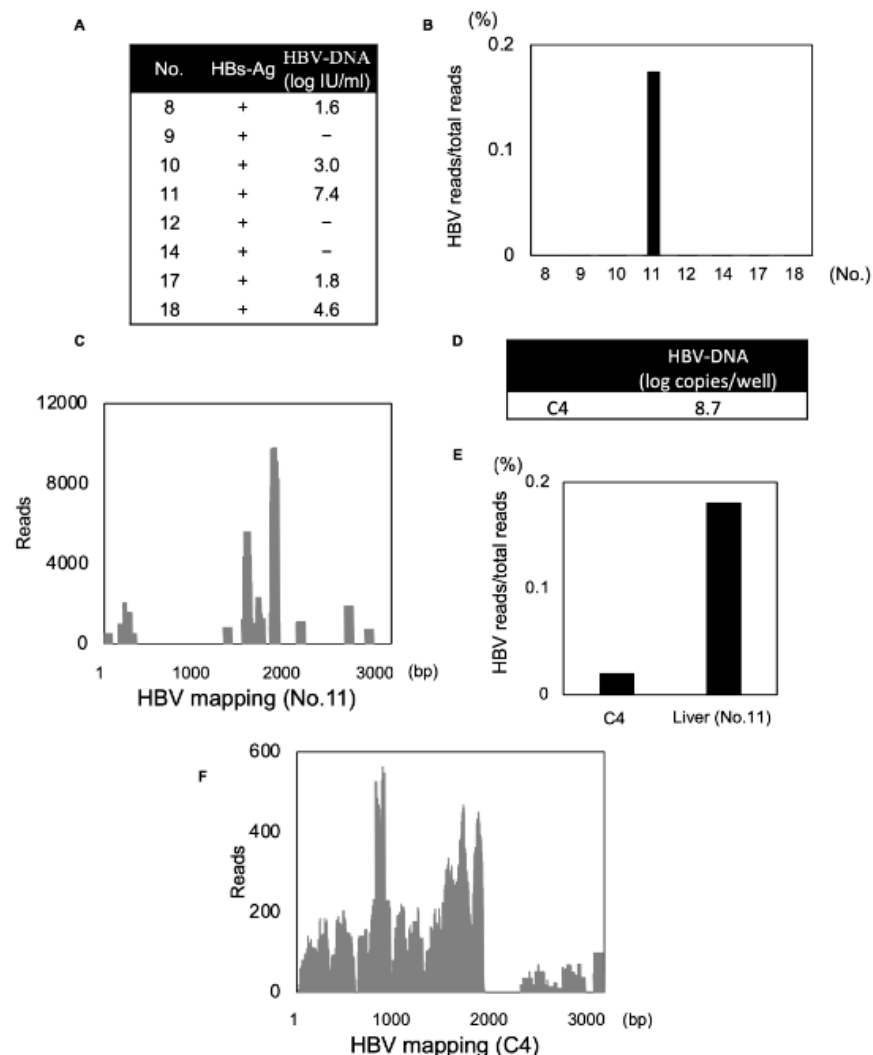 A
No. HBs-Ag HBV-DNA (log IU/ml)
8 + 1.6
9 + −
10 + 3.0
11 + 7.4
12 + −
14 + −
17 + 1.8
18 + 4.6
B
(%)
0.2
0.1
0
HBV reads/total reads
8 9 10 11 12 14 17 18 (No.)
C
12000
8000
4000
0
Reads
1 1000 2000 3000 (bp)
HBV mapping (No.11)
D
HBV-DNA
(log copies/well)
C4 8.7
E
(%)
0.2
0.1
0
HBV reads/total reads
C4 Liver (No.11)
F
600
400
200
0
Reads
1 1000 2000 3000 (bp)
HBV mapping (C4)